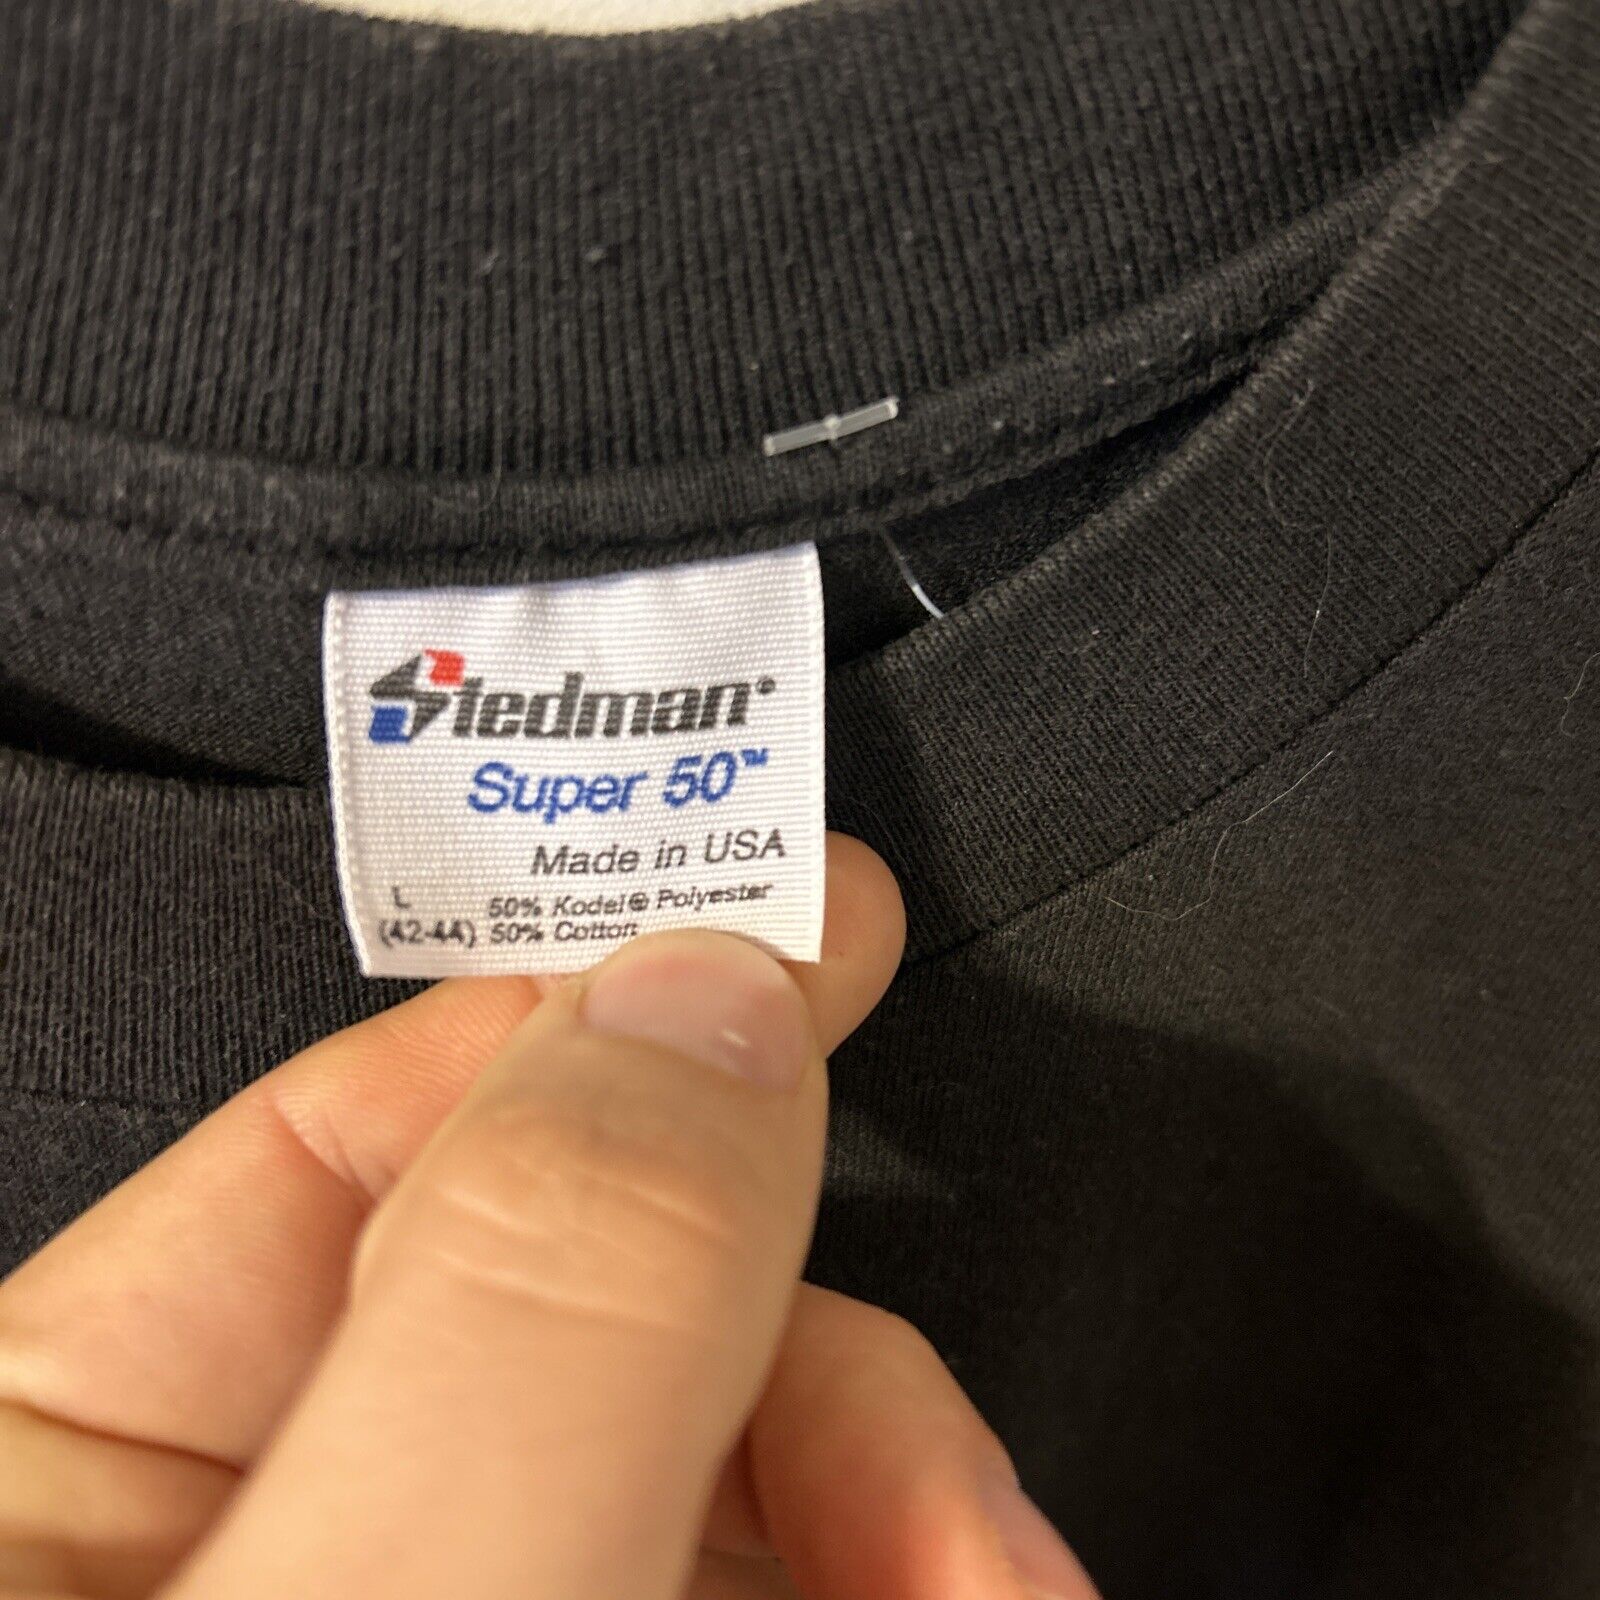 Stedman®
Super 50™
Made in USA
L 50% Kodel® Polyester
(42-44) 50% Cotton